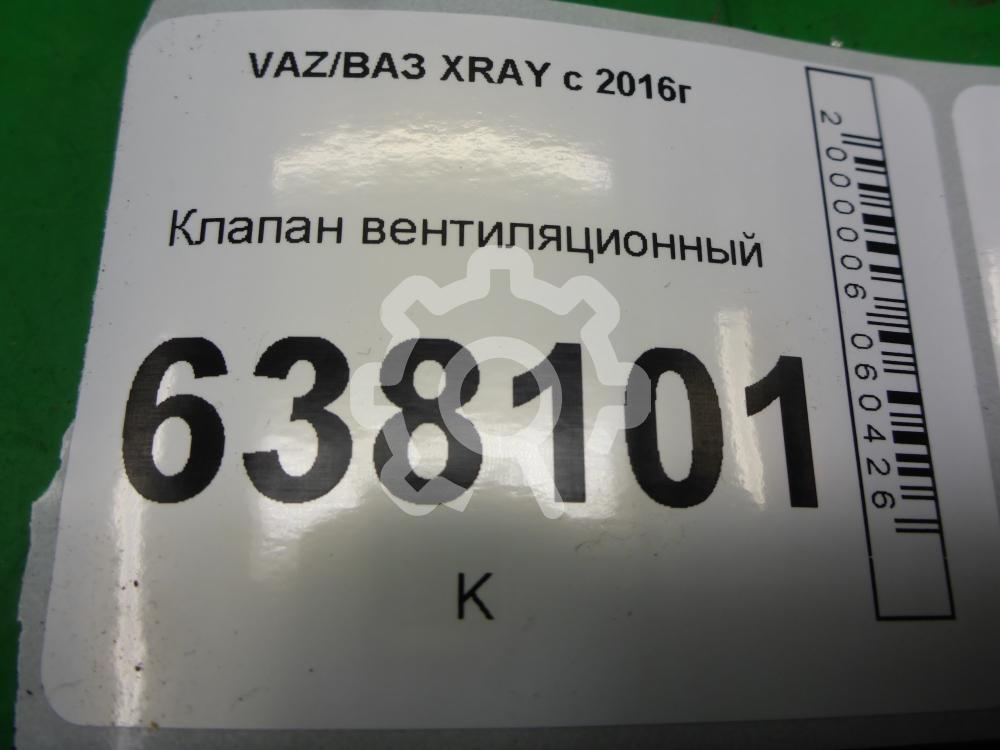 VAZ/ВАЗ XRAY с 2016г
Клапан вентиляционный
638101
К
2000006060426